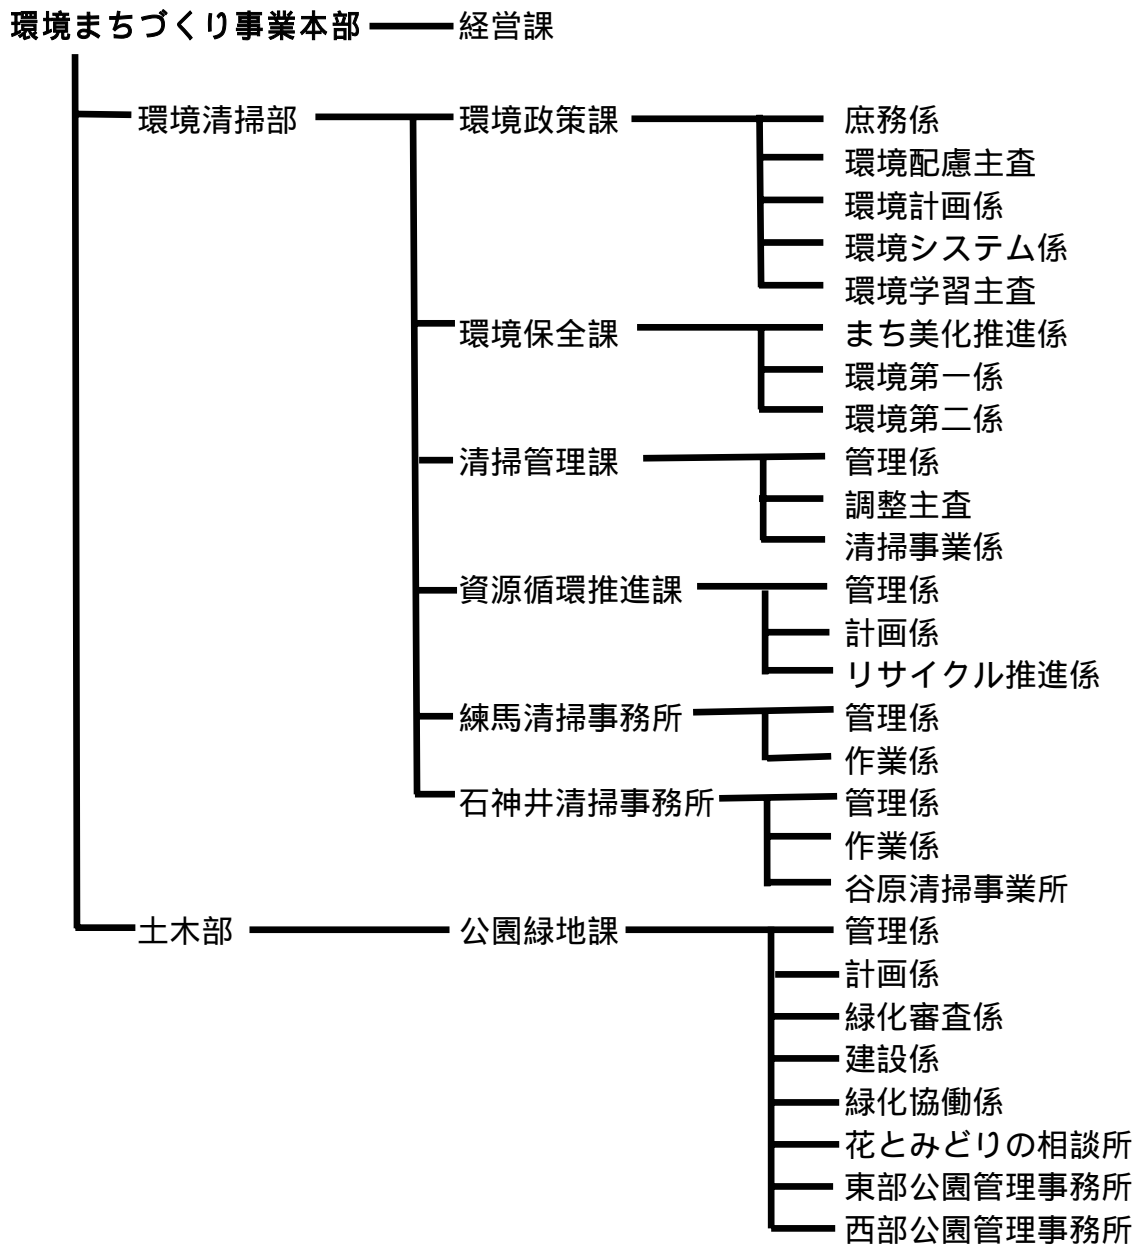 環境まちづくり事業本部 経営課
環境清掃部 環境政策課 庶務係
環境配慮主査
環境計画係
環境システム係
環境学習主査
環境保全課 まち美化推進係
環境第一係
環境第二係
清掃管理課 管理係
調整主査
清掃事業係
資源循環推進課 管理係
計画係
リサイクル推進係
練馬清掃事務所 管理係
作業係
石神井清掃事務所 管理係
作業係
谷原清掃事業所
土木部 公園緑地課 管理係
計画係
緑化審査係
建設係
緑化協働係
花とみどりの相談所
東部公園管理事務所
西部公園管理事務所